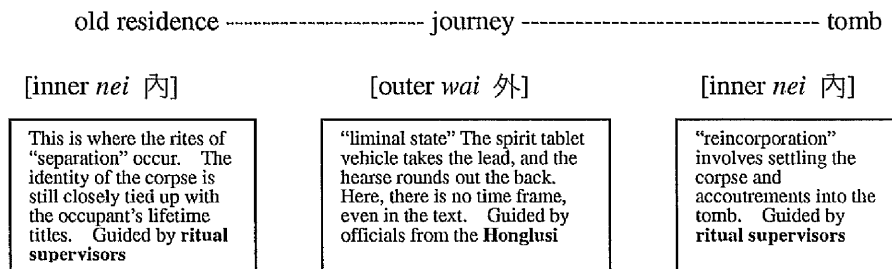 old residence ---------------------- journey ------------------------------------- tomb
[inner nei 內] [outer wai 外] [inner nei 內]
This is where the rites of
“separation” occur. The
identity of the corpse is
still closely tied up with
the occupant’s lifetime
titles. Guided by ritual
supervisors
“liminal state” The spirit tablet
vehicle takes the lead, and the
hearse rounds out the back.
Here, there is no time frame,
even in the text. Guided by
officials from the Honglusi
“reincorporation”
involves settling the
corpse and
accoutrements into the
tomb. Guided by
ritual supervisors